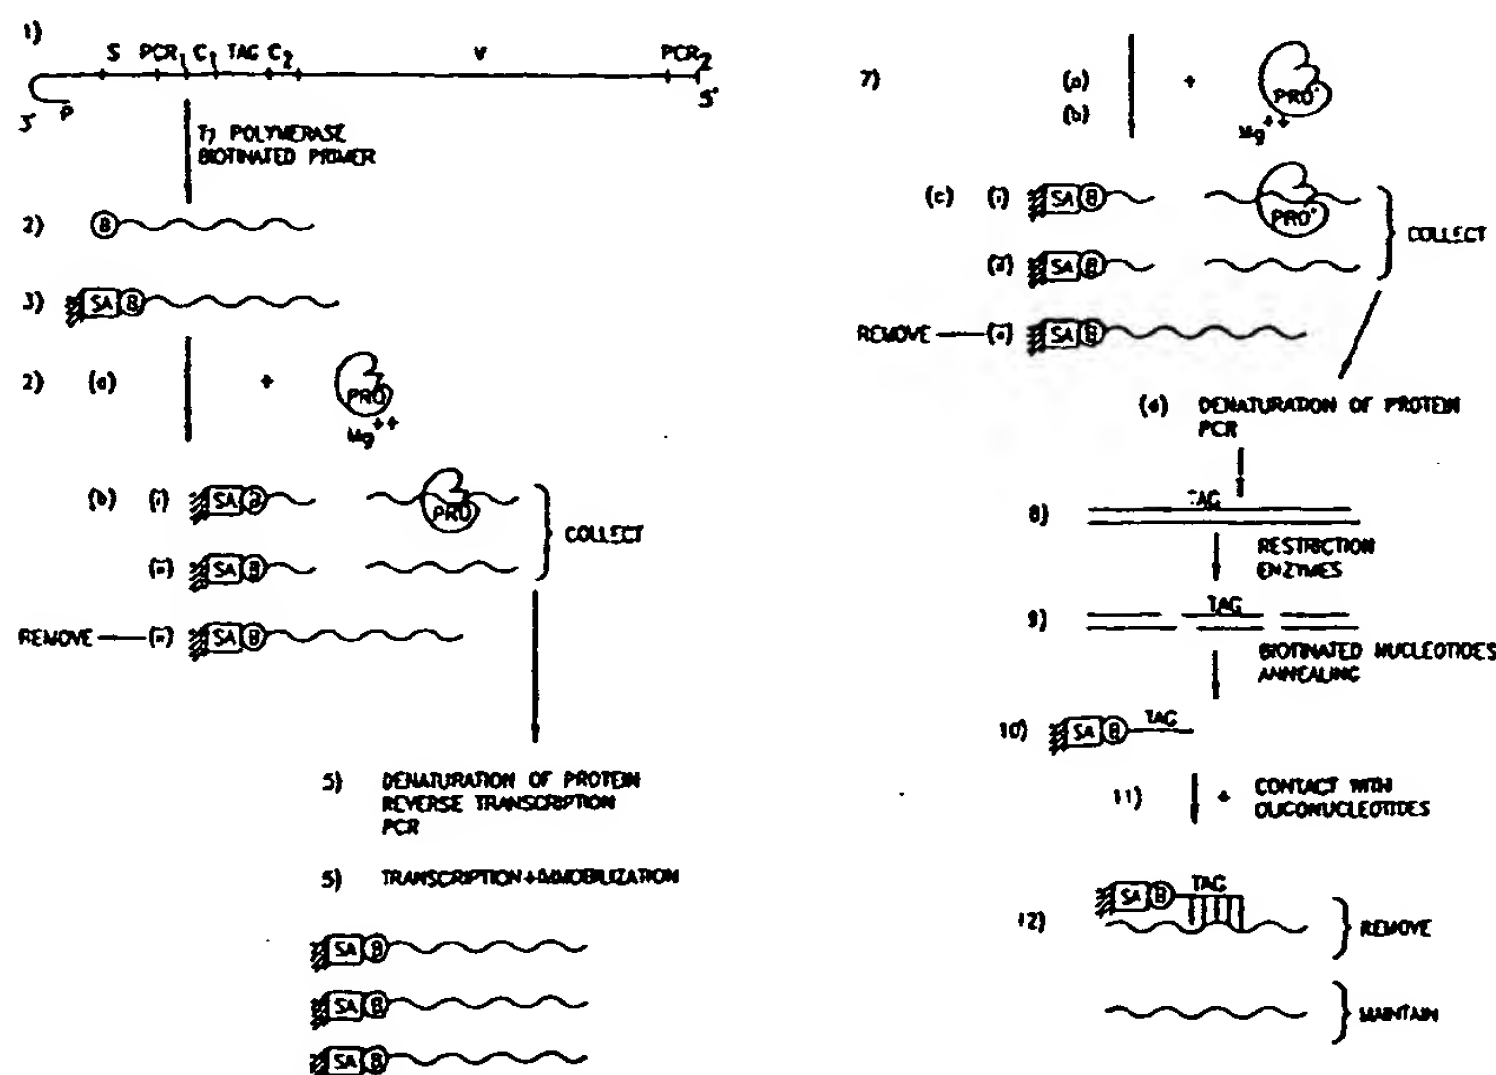 1)
S PCR1 C1 TAG C2 V PCR2
3' P 5'
T7 POLYMERASE
BIOTINATED PRIMER
2) B
3) SA B
2) (a) + PRO
Mg++
(b) (i) SA B PRO
COLLECT
(ii) SA B
REMOVE SA B
5) DENATURATION OF PROTEIN
REVERSE TRANSCRIPTION
PCR
5) TRANSCRIPTION+IMMOBILIZATION
SA B
SA B
SA B
7) (a) + PRO'
(b) Mg++
(c) (i) SA B PRO'
COLLECT
(ii) SA B
REMOVE SA B
(d) DENATURATION OF PROTEIN
PCR
8) TAG
RESTRICTION
ENZYMES
9) TAG
BIOTINATED NUCLEOTIDES
ANNEALING
10) SA B TAG
11) + CONTACT WITH
OLIGONUCLEOTIDES
12) SA B TAG
REMOVE
MAINTAIN